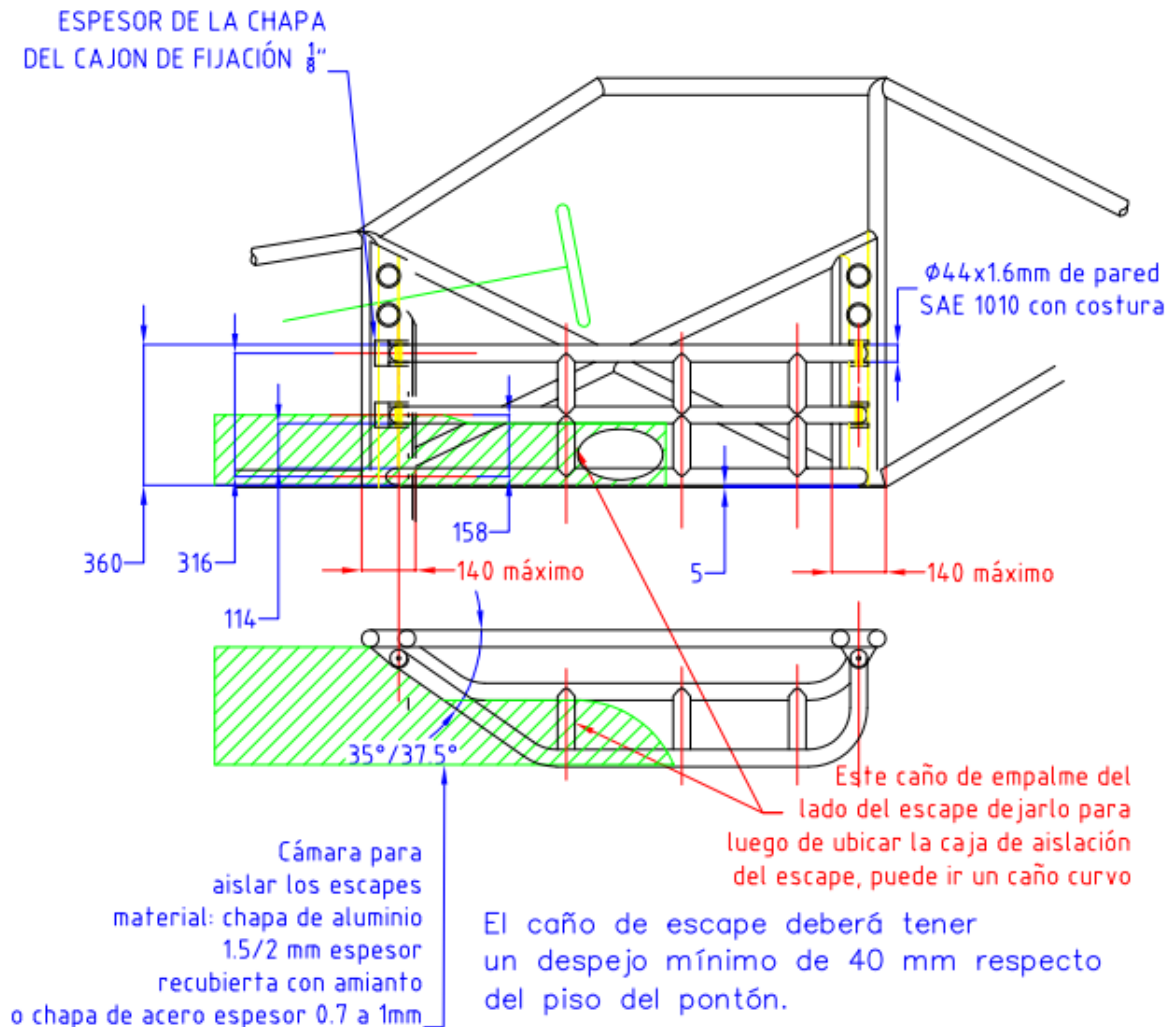 ESPESOR DE LA CHAPA
DEL CAJON DE FIJACIÓN 1/8"
Φ44x1.6mm de pared
SAE 1010 con costura
360
316
114
158
140 máximo
5
140 máximo
35°/37.5°
Este caño de empalme del
lado del escape dejarlo para
luego de ubicar la caja de aislación
del escape, puede ir un caño curvo
Cámara para
aislar los escapes
material: chapa de aluminio
1.5/2 mm espesor
recubierta con amianto
o chapa de acero espesor 0.7 a 1mm
El caño de escape deberá tener
un despejo mínimo de 40 mm respecto
del piso del pontón.